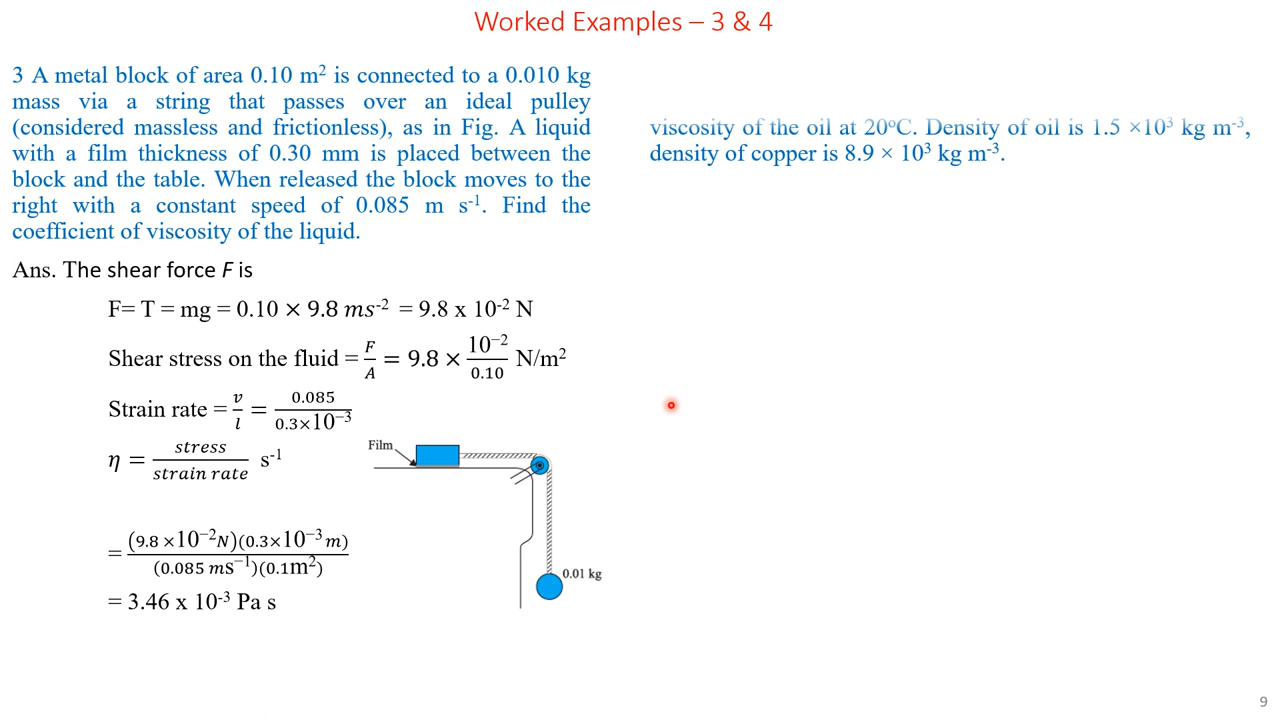 Worked Examples – 3 & 4
3 A metal block of area 0.10 m² is connected to a 0.010 kg
mass via a string that passes over an ideal pulley
(considered massless and frictionless), as in Fig. A liquid
with a film thickness of 0.30 mm is placed between the
block and the table. When released the block moves to the
right with a constant speed of 0.085 m s⁻¹. Find the
coefficient of viscosity of the liquid.
Ans. The shear force F is
F= T = mg = 0.10 × 9.8 ms⁻² = 9.8 x 10⁻² N
Shear stress on the fluid = F/A = 9.8 × 10⁻²/0.10 N/m²
Strain rate = v/l = 0.085/0.3×10⁻³
η = stress/strain rate s⁻¹
= (9.8 ×10⁻²N)(0.3×10⁻³m)/(0.085 ms⁻¹)(0.1m²)
= 3.46 x 10⁻³ Pa s
Film
0.01 kg
viscosity of the oil at 20ᵒC. Density of oil is 1.5 ×10³ kg m⁻³,
density of copper is 8.9 × 10³ kg m⁻³.
9